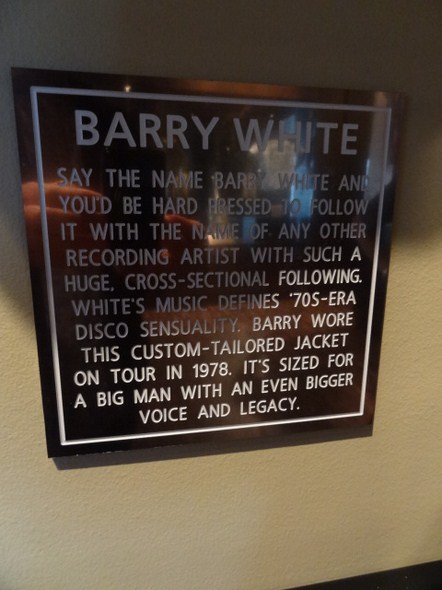 BARRY WHITE
SAY THE NAME BARRY WHITE AND
YOU'D BE HARD PRESSED TO FOLLOW
IT WITH THE NAME OF ANY OTHER
RECORDING ARTIST WITH SUCH A
HUGE, CROSS-SECTIONAL FOLLOWING.
WHITE'S MUSIC DEFINES '70S-ERA
DISCO SENSUALITY. BARRY WORE
THIS CUSTOM-TAILORED JACKET
ON TOUR IN 1978. IT'S SIZED FOR
A BIG MAN WITH AN EVEN BIGGER
VOICE AND LEGACY.